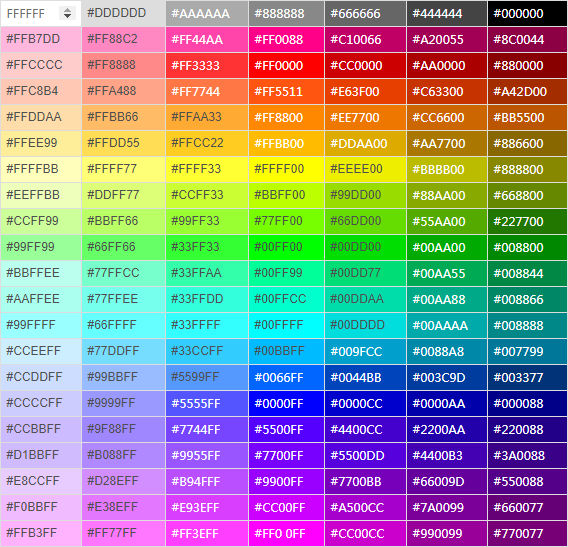 FFFFFF #DDDDDD #AAAAAA #888888 #666666 #444444 #000000
#FFB7DD #FF88C2 #FF44AA #FF0088 #C10066 #A20055 #8C0044
#FFCCCC #FF8888 #FF3333 #FF0000 #CC0000 #AA0000 #880000
#FFC8B4 #FFA488 #FF7744 #FF5511 #E63F00 #C63300 #A42D00
#FFDDAA #FFBB66 #FFAA33 #FF8800 #EE7700 #CC6600 #BB5500
#FFEE99 #FFDD55 #FFCC22 #FFBB00 #DDAA00 #AA7700 #886600
#FFFFBB #FFFF77 #FFFF33 #FFFF00 #EEEE00 #BBBB00 #888800
#EEFFBB #DDFF77 #CCFF33 #BBFF00 #99DD00 #88AA00 #668800
#CCFF99 #BBFF66 #99FF33 #77FF00 #66DD00 #55AA00 #227700
#99FF99 #66FF66 #33FF33 #00FF00 #00DD00 #00AA00 #008800
#BBFFEE #77FFCC #33FFAA #00FF99 #00DD77 #00AA55 #008844
#AAFFEE #77FFEE #33FFDD #00FFCC #00DDAA #00AA88 #008866
#99FFFF #66FFFF #33FFFF #00FFFF #00DDDD #00AAAA #008888
#CCEEFF #77DDFF #33CCFF #00BBFF #009FCC #0088A8 #007799
#CCDDFF #99BBFF #5599FF #0066FF #0044BB #003C9D #003377
#CCCCFF #9999FF #5555FF #0000FF #0000CC #0000AA #000088
#CCBBFF #9F88FF #7744FF #5500FF #4400CC #2200AA #220088
#D1BBFF #B088FF #9955FF #7700FF #5500DD #4400B3 #3A0088
#E8CCFF #D28EFF #B94FFF #9900FF #7700BB #66009D #550088
#F0BBFF #E38EFF #E93EFF #CC00FF #A500CC #7A0099 #660077
#FFB3FF #FF77FF #FF3EFF #FF0 0FF #CC00CC #990099 #770077